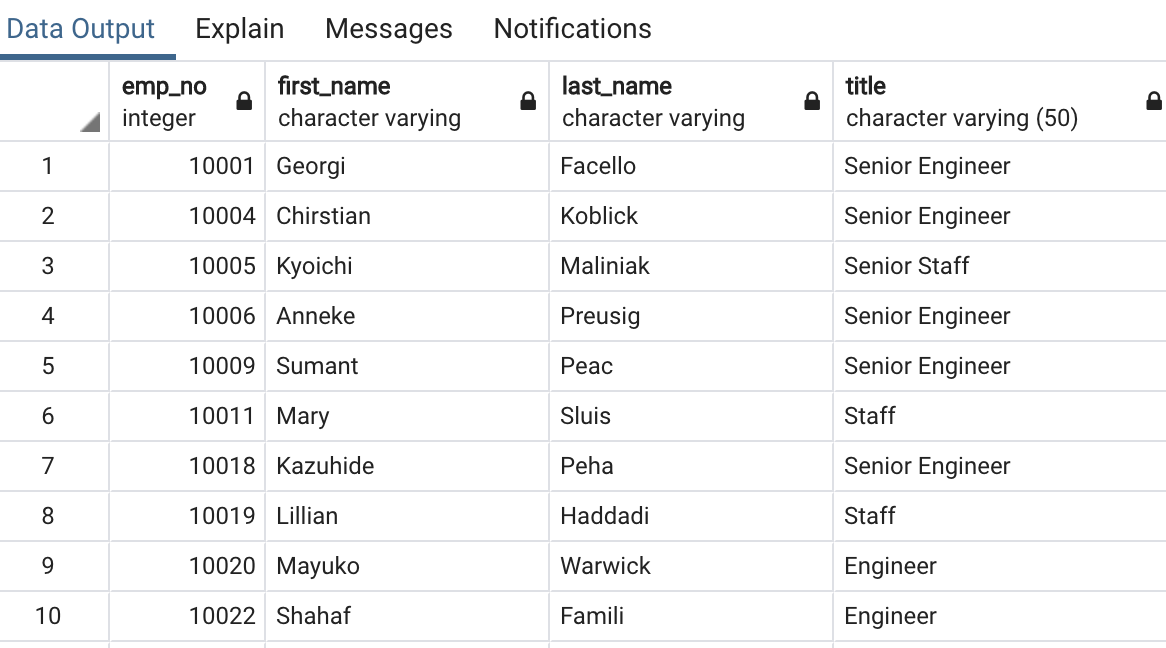 Data Output Explain Messages Notifications
emp_no first_name last_name title
integer character varying character varying character varying (50)
1 10001 Georgi Facello Senior Engineer
2 10004 Chirstian Koblick Senior Engineer
3 10005 Kyoichi Maliniak Senior Staff
4 10006 Anneke Preusig Senior Engineer
5 10009 Sumant Peac Senior Engineer
6 10011 Mary Sluis Staff
7 10018 Kazuhide Peha Senior Engineer
8 10019 Lillian Haddadi Staff
9 10020 Mayuko Warwick Engineer
10 10022 Shahaf Famili Engineer